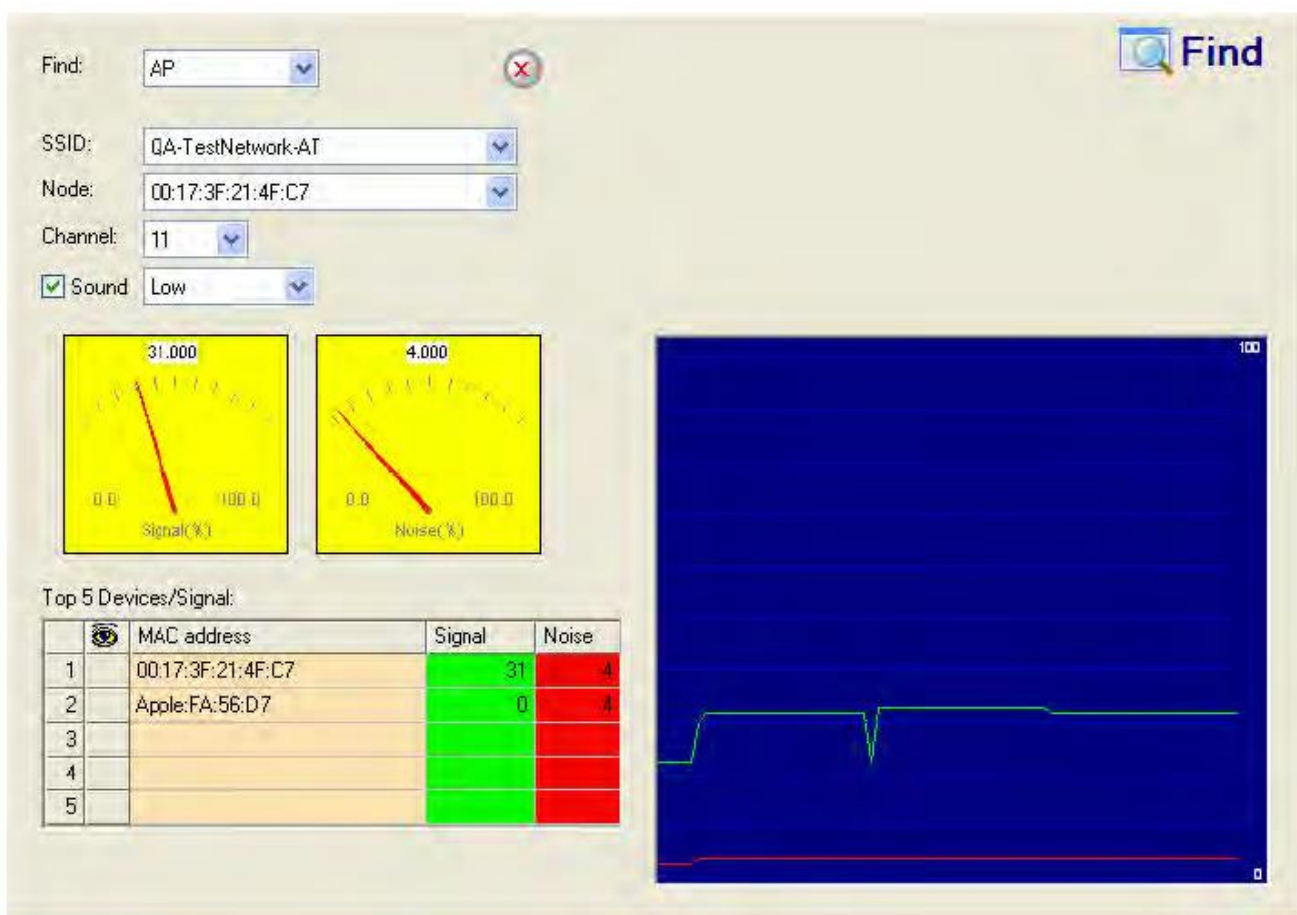 Find: AP
Find
SSID: QA-TestNetwork-AT
Node: 00:17:3F:21:4F:C7
Channel: 11
Sound Low
31.000
0.0 100.0
Signal(%)
4.000
0.0 100.0
Noise(%)
100
0
Top 5 Devices/Signal:
MAC address Signal Noise
1 00:17:3F:21:4F:C7 31 4
2 Apple:FA:56:D7 0 4
3
4
5